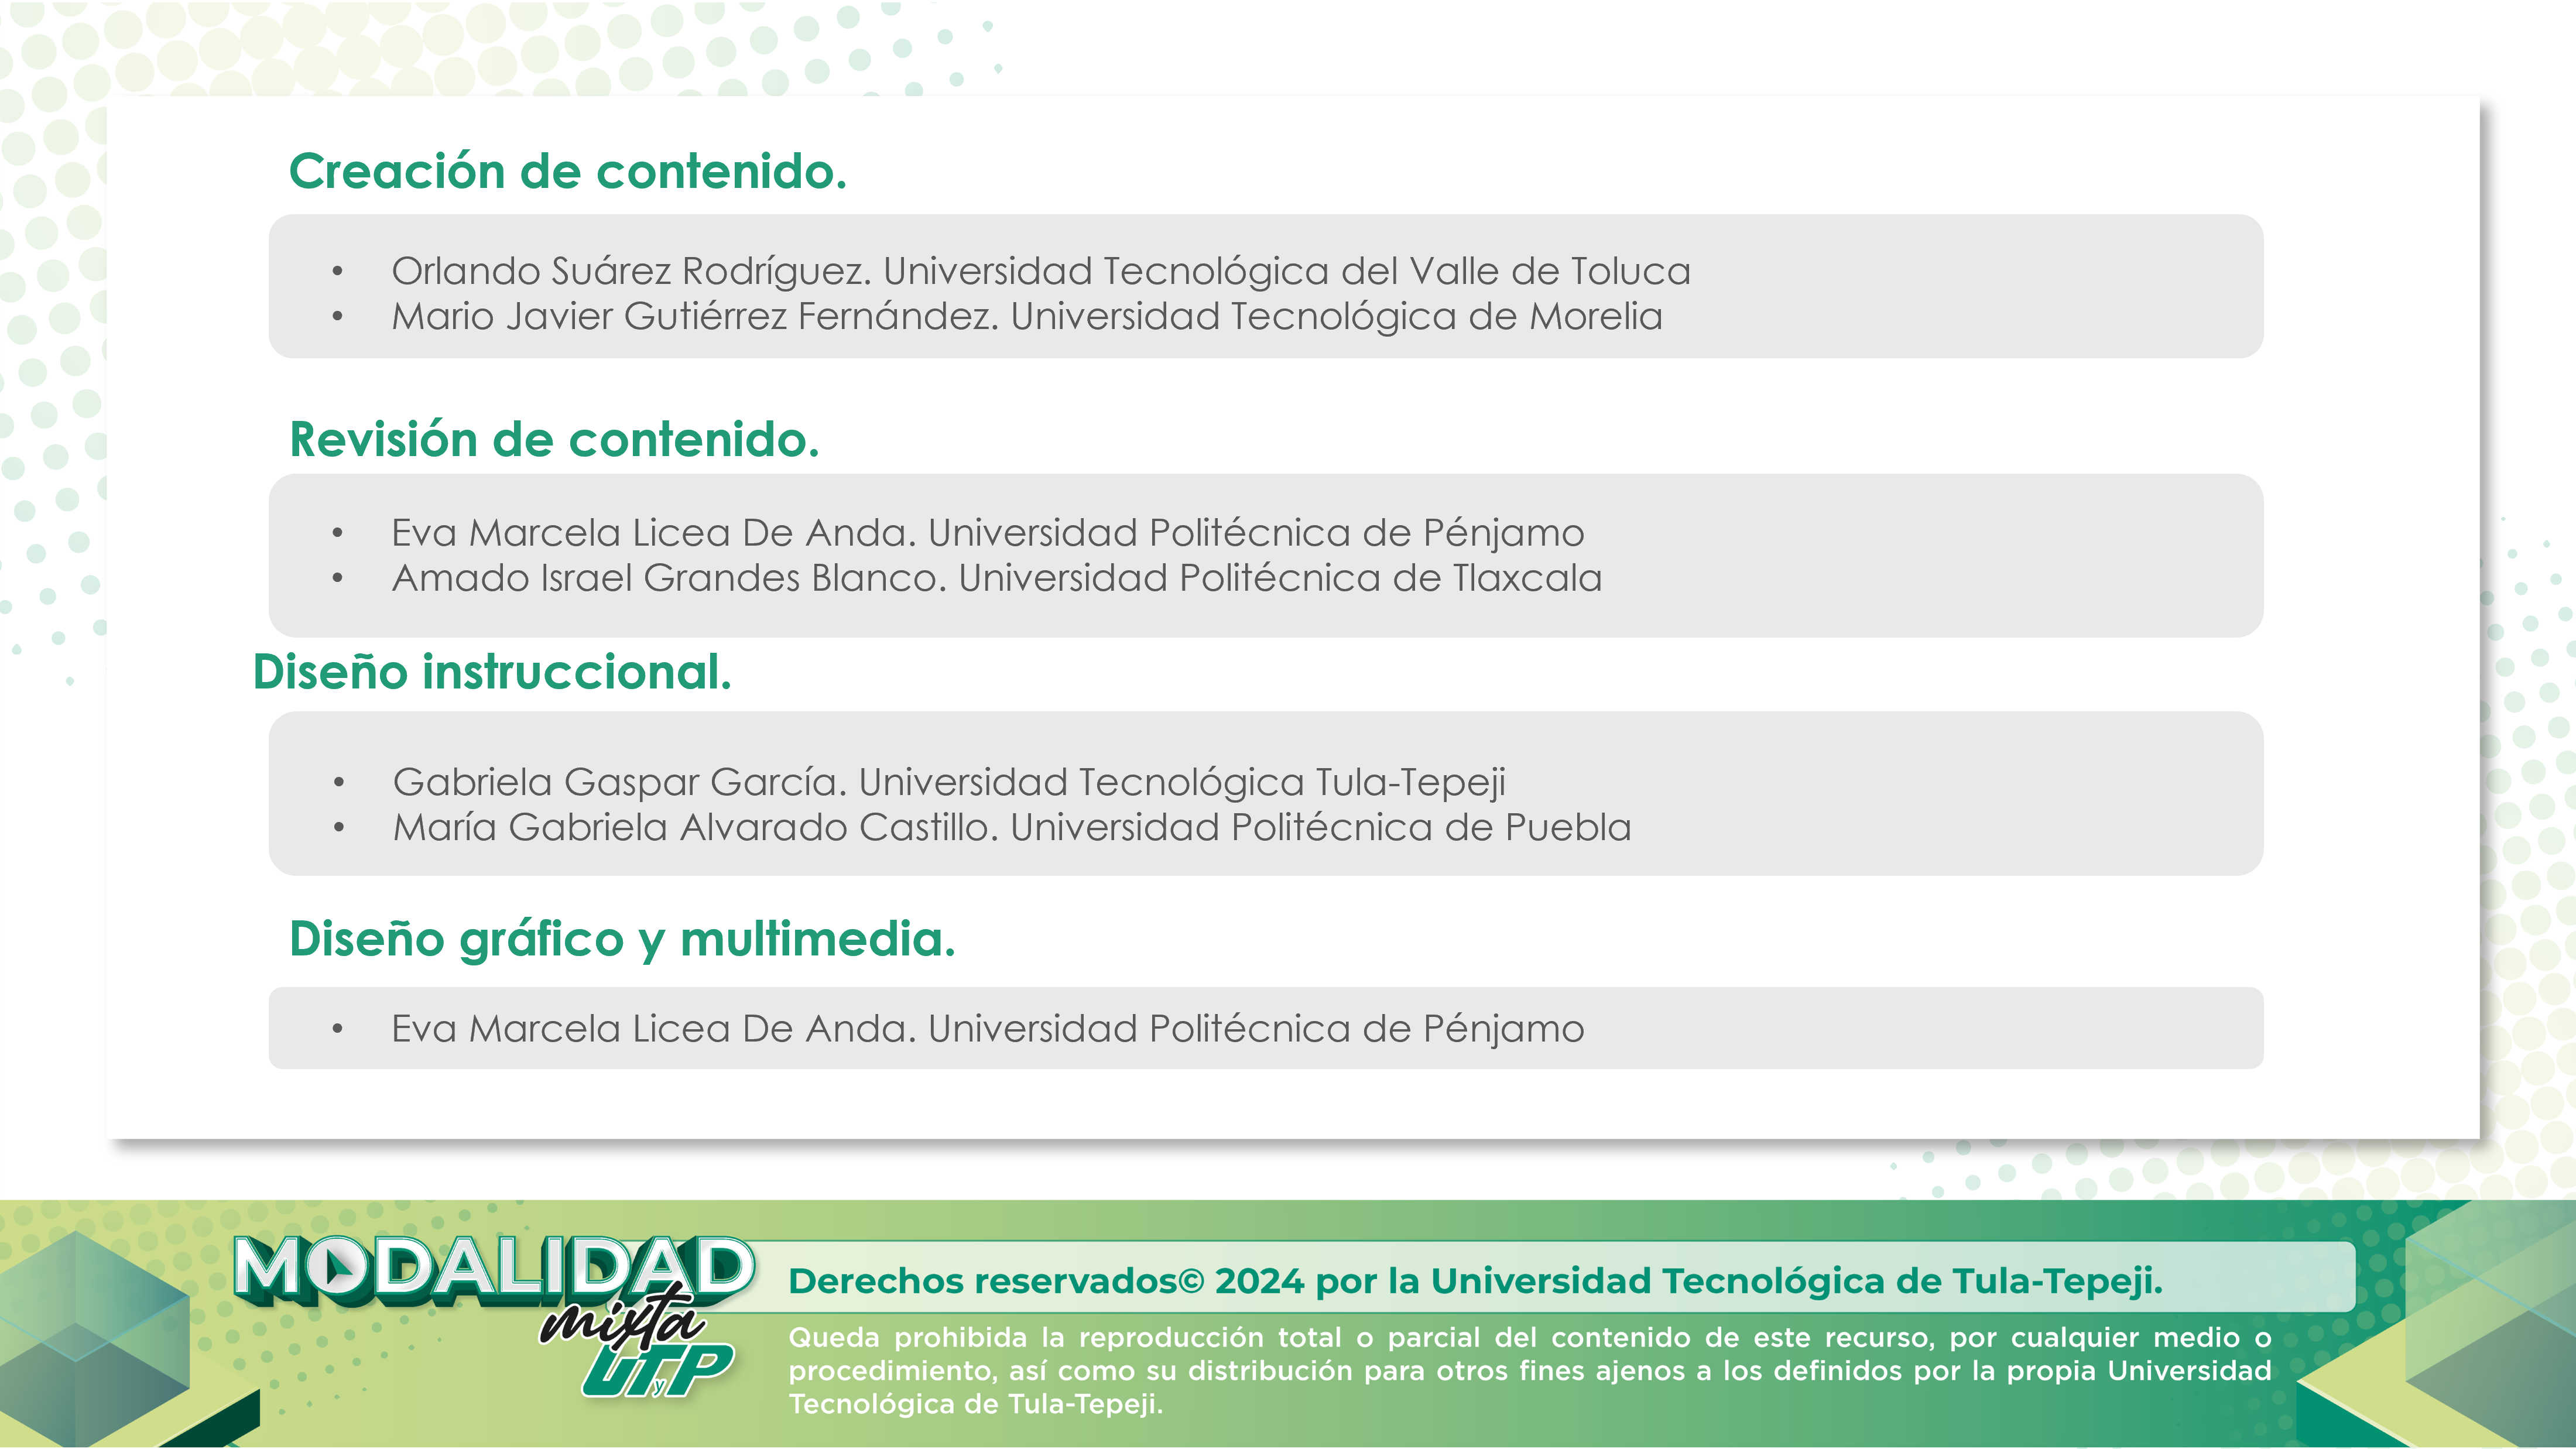 Creación de contenido.
• Orlando Suárez Rodríguez. Universidad Tecnológica del Valle de Toluca
• Mario Javier Gutiérrez Fernández. Universidad Tecnológica de Morelia
Revisión de contenido.
• Eva Marcela Licea De Anda. Universidad Politécnica de Pénjamo
• Amado Israel Grandes Blanco. Universidad Politécnica de Tlaxcala
Diseño instruccional.
• Gabriela Gaspar García. Universidad Tecnológica Tula-Tepeji
• María Gabriela Alvarado Castillo. Universidad Politécnica de Puebla
Diseño gráfico y multimedia.
• Eva Marcela Licea De Anda. Universidad Politécnica de Pénjamo
MODALIDAD
mixta
UTyP
Derechos reservados© 2024 por la Universidad Tecnológica de Tula-Tepeji.
Queda prohibida la reproducción total o parcial del contenido de este recurso, por cualquier medio o
procedimiento, así como su distribución para otros fines ajenos a los definidos por la propia Universidad
Tecnológica de Tula-Tepeji.